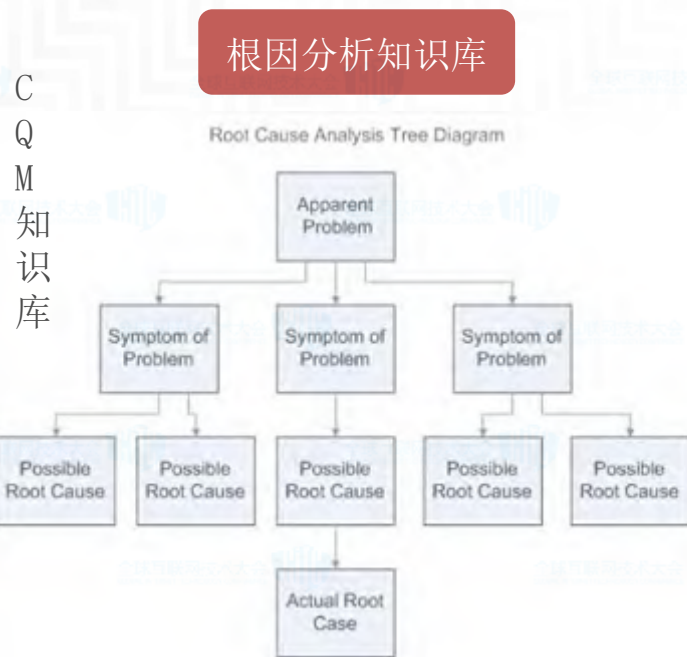 根因分析知识库
C
Q
M
知
识
库
Root Cause Analysis Tree Diagram
Apparent
Problem
Symptom of
Problem
Symptom of
Problem
Symptom of
Problem
Possible
Root Cause
Possible
Root Cause
Possible
Root Cause
Possible
Root Cause
Possible
Root Cause
Actual Root
Case